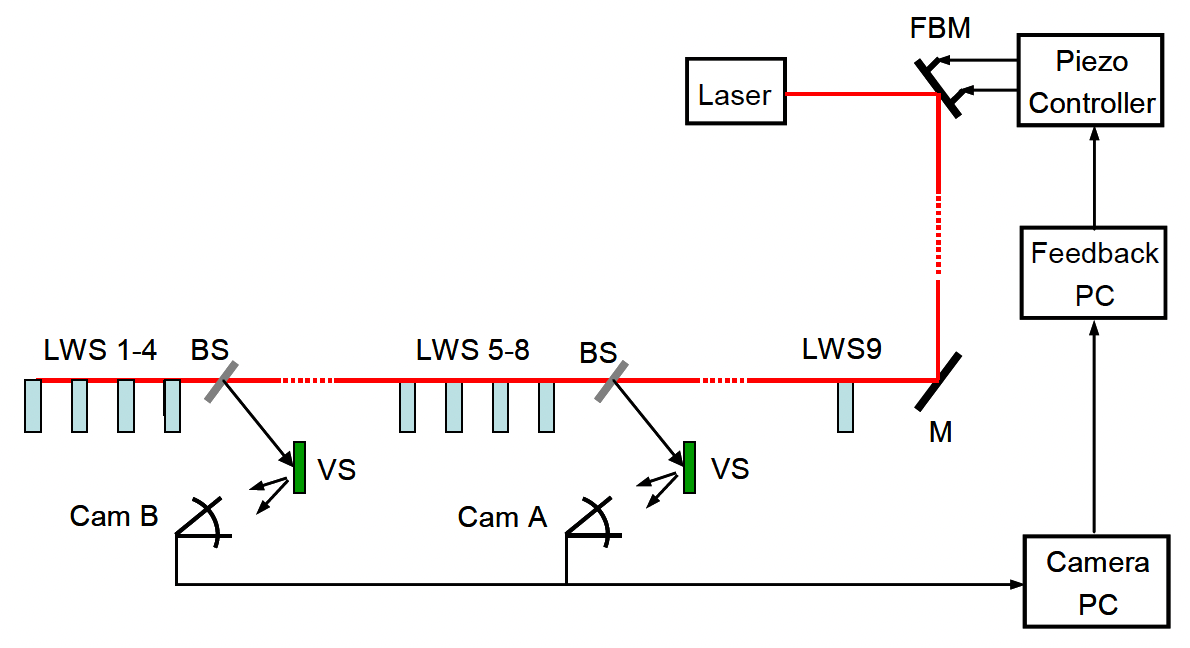 FBM
Laser
Piezo
Controller
Feedback
PC
LWS 1-4
BS
LWS 5-8
BS
LWS9
M
VS
VS
Cam B
Cam A
Camera
PC